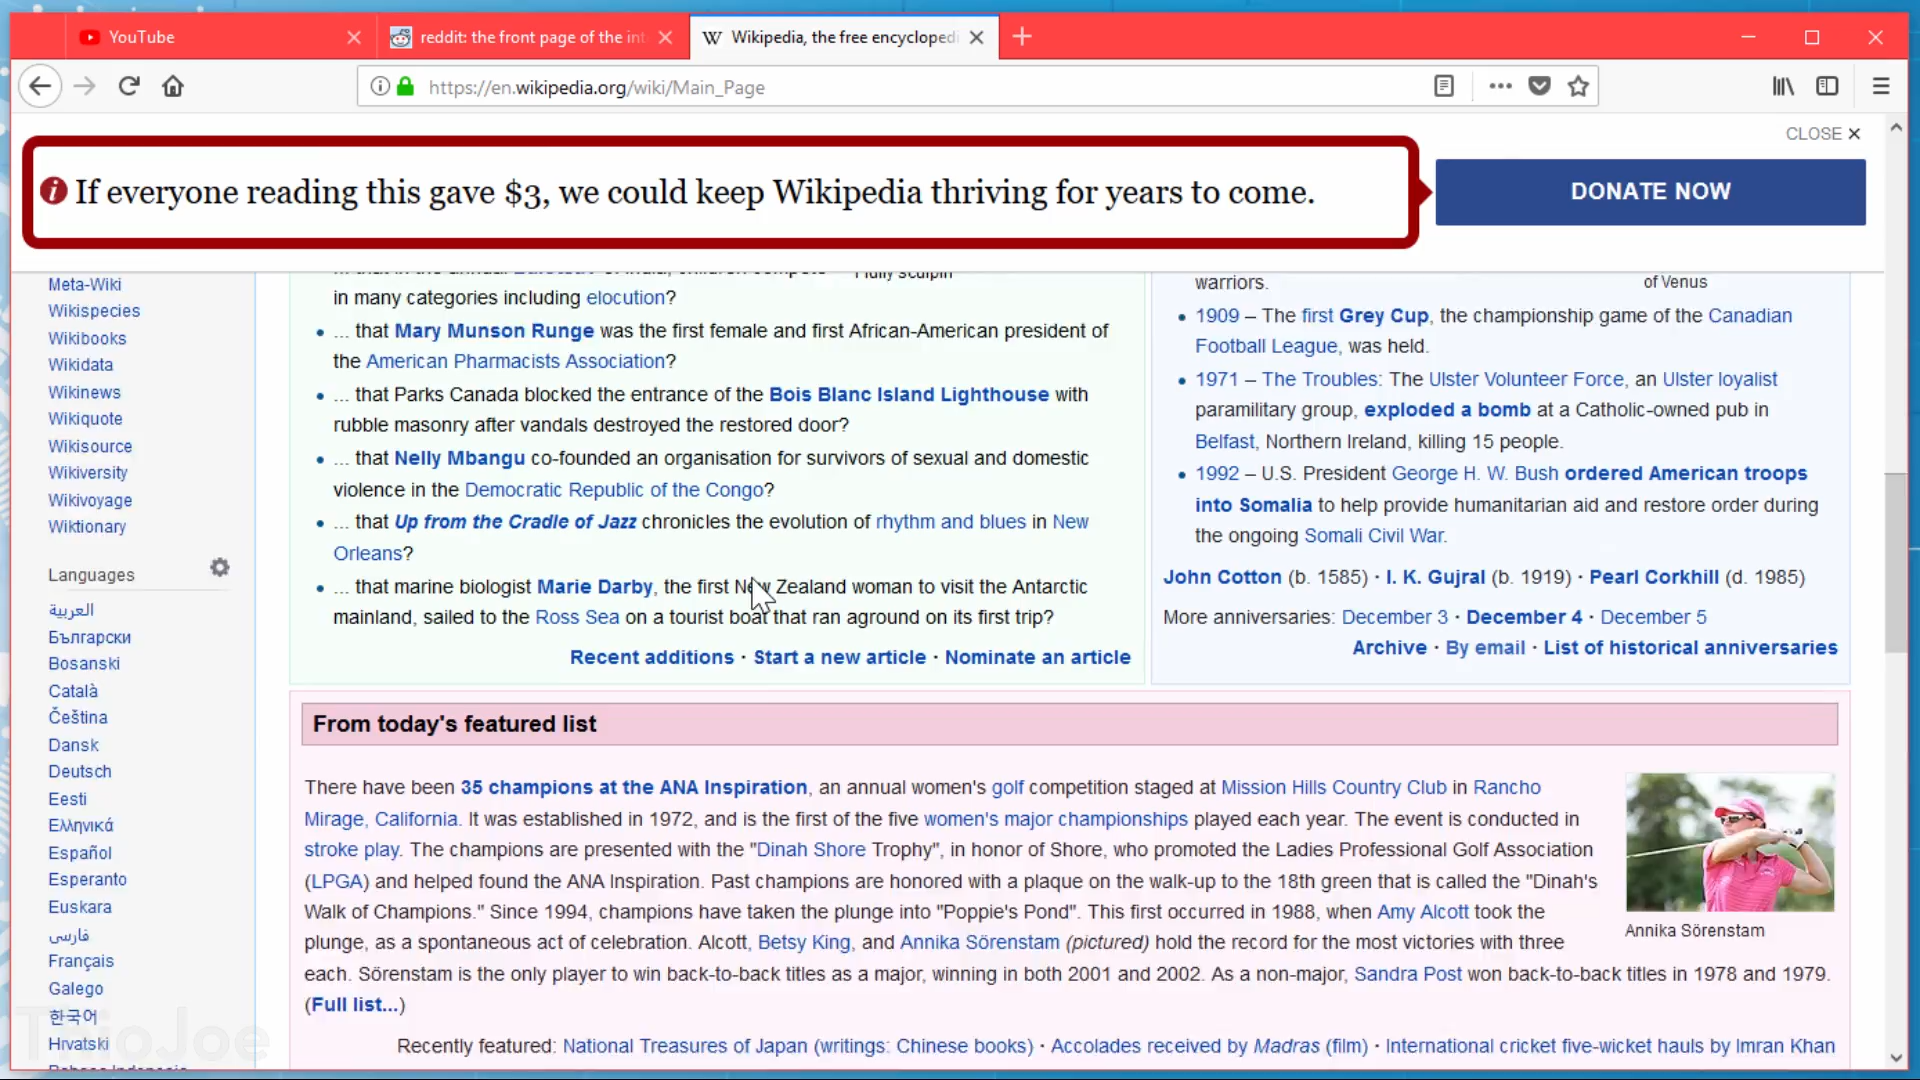 YouTube
reddit: the front page of the int
Wikipedia, the free encycloped
https://en.wikipedia.org/wiki/Main_Page
CLOSE ✕
If everyone reading this gave $3, we could keep Wikipedia thriving for years to come.
DONATE NOW
Meta-Wiki
Wikispecies
Wikibooks
Wikidata
Wikinews
Wikiquote
Wikisource
Wikiversity
Wikivoyage
Wiktionary
Languages
العربية
Български
Bosanski
Català
Čeština
Dansk
Deutsch
Eesti
Ελληνικά
Español
Esperanto
Euskara
فارسی
Français
Galego
한국어
Hrvatski
ThioJoe
in many categories including elocution?
... that Mary Munson Runge was the first female and first African-American president of
the American Pharmacists Association?
... that Parks Canada blocked the entrance of the Bois Blanc Island Lighthouse with
rubble masonry after vandals destroyed the restored door?
... that Nelly Mbangu co-founded an organisation for survivors of sexual and domestic
violence in the Democratic Republic of the Congo?
... that Up from the Cradle of Jazz chronicles the evolution of rhythm and blues in New
Orleans?
... that marine biologist Marie Darby, the first New Zealand woman to visit the Antarctic
mainland, sailed to the Ross Sea on a tourist boat that ran aground on its first trip?
Recent additions · Start a new article · Nominate an article
warriors.
of Venus
1909 – The first Grey Cup, the championship game of the Canadian
Football League, was held.
1971 – The Troubles: The Ulster Volunteer Force, an Ulster loyalist
paramilitary group, exploded a bomb at a Catholic-owned pub in
Belfast, Northern Ireland, killing 15 people.
1992 – U.S. President George H. W. Bush ordered American troops
into Somalia to help provide humanitarian aid and restore order during
the ongoing Somali Civil War.
John Cotton (b. 1585) · I. K. Gujral (b. 1919) · Pearl Corkhill (d. 1985)
More anniversaries: December 3 · December 4 · December 5
Archive · By email · List of historical anniversaries
From today's featured list
There have been 35 champions at the ANA Inspiration, an annual women's golf competition staged at Mission Hills Country Club in Rancho
Mirage, California. It was established in 1972, and is the first of the five women's major championships played each year. The event is conducted in
stroke play. The champions are presented with the "Dinah Shore Trophy", in honor of Shore, who promoted the Ladies Professional Golf Association
(LPGA) and helped found the ANA Inspiration. Past champions are honored with a plaque on the walk-up to the 18th green that is called the "Dinah's
Walk of Champions." Since 1994, champions have taken the plunge into "Poppie's Pond". This first occurred in 1988, when Amy Alcott took the
plunge, as a spontaneous act of celebration. Alcott, Betsy King, and Annika Sörenstam (pictured) hold the record for the most victories with three
each. Sörenstam is the only player to win back-to-back titles as a major, winning in both 2001 and 2002. As a non-major, Sandra Post won back-to-back titles in 1978 and 1979.
(Full list...)
Annika Sörenstam
Recently featured: National Treasures of Japan (writings: Chinese books) · Accolades received by Madras (film) · International cricket five-wicket hauls by Imran Khan